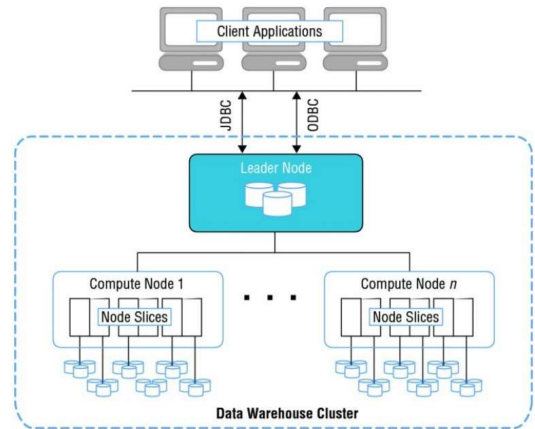 Client Applications
JDBC
ODBC
Leader Node
Compute Node 1
Compute Node n
Node Slices
Node Slices
Data Warehouse Cluster